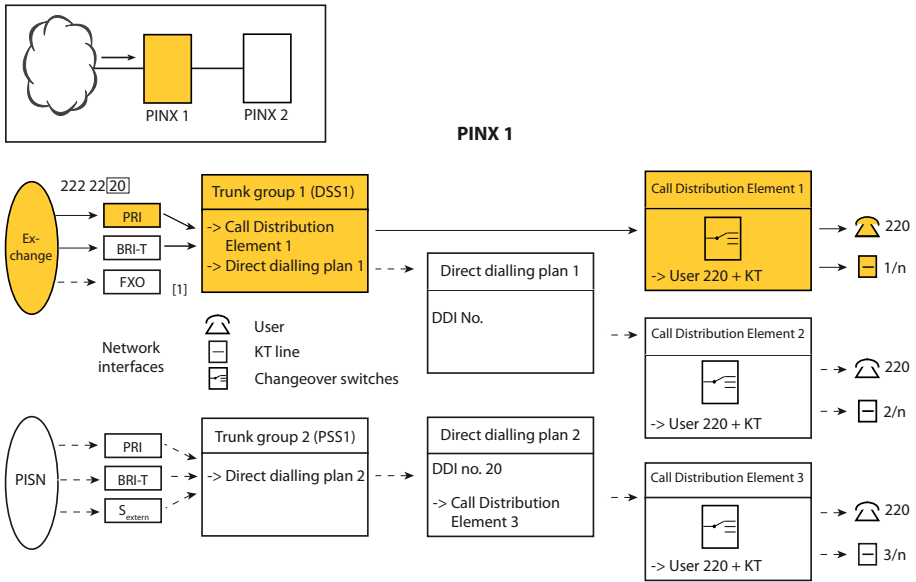 PINX 1
PINX 2
PINX 1
222 22 20
Ex-
change
PRI
BRI-T
FXO
[1]
Network
interfaces
Trunk group 1 (DSS1)
-> Call Distribution
Element 1
-> Direct dialling plan 1
User
KT line
Changeover switches
Direct dialling plan 1
DDI No.
Call Distribution Element 1
-> User 220 + KT
220
1/n
Call Distribution Element 2
-> User 220 + KT
220
2/n
PISN
PRI
BRI-T
Sextern
Trunk group 2 (PSS1)
-> Direct dialling plan 2
Direct dialling plan 2
DDI no. 20
-> Call Distribution
Element 3
Call Distribution Element 3
-> User 220 + KT
220
3/n